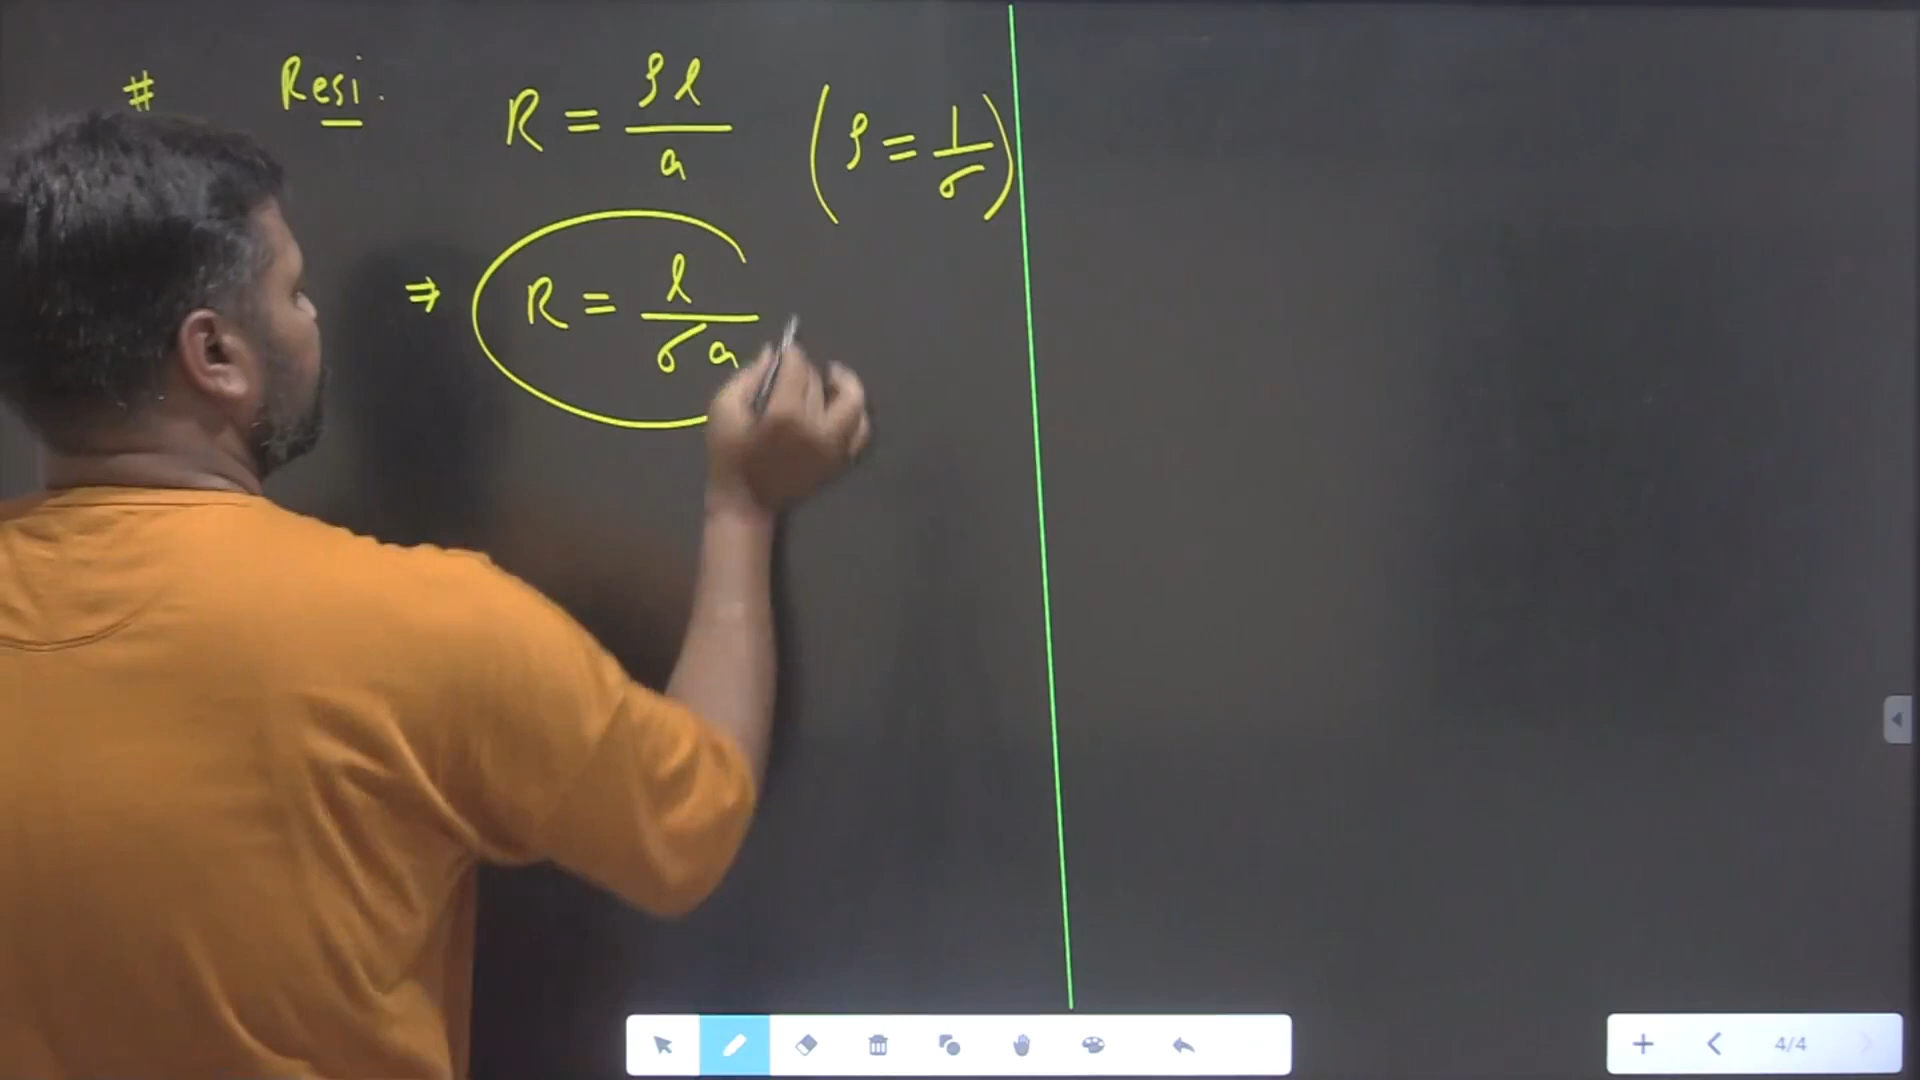 # Resi. R = ρl/a (ρ = 1/σ)
⇒ R = l/σa
4/4